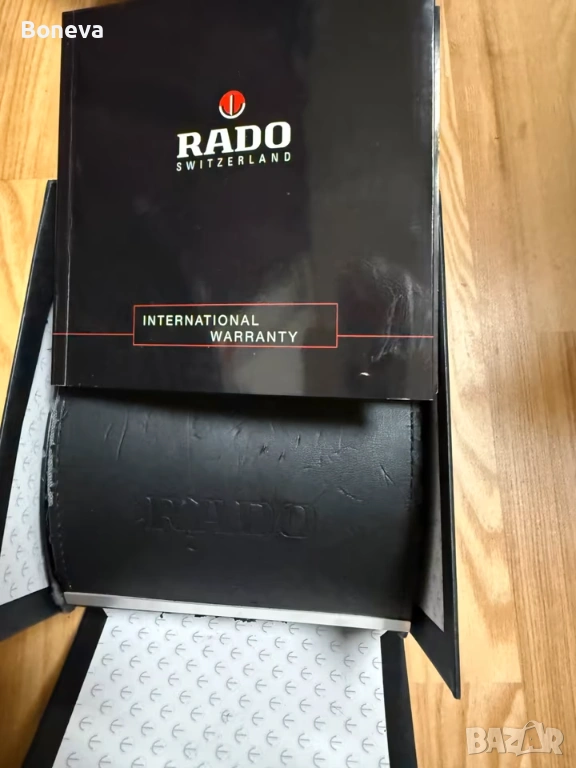 Boneva
RADO
SWITZERLAND
INTERNATIONAL
WARRANTY
RADO
BAZAR